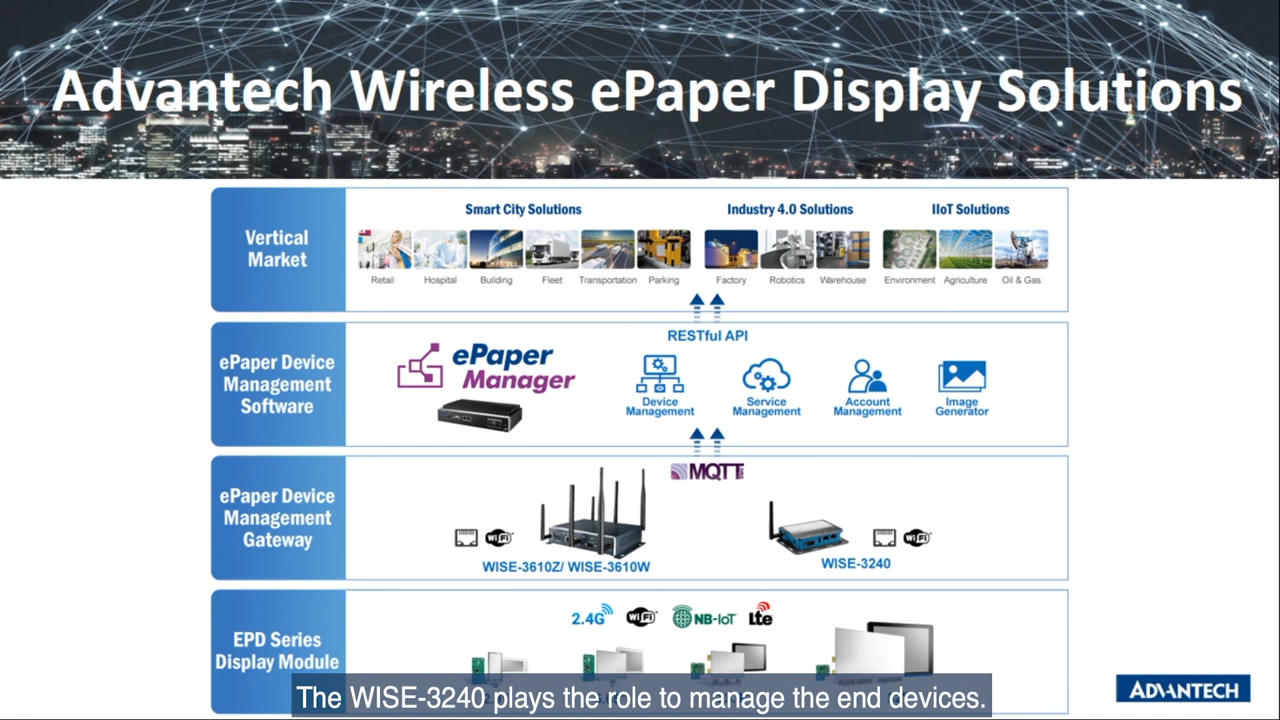 Advantech Wireless ePaper Display Solutions
Vertical
Market
Smart City Solutions
Industry 4.0 Solutions
IIoT Solutions
Retail
Hospital
Building
Fleet
Transportation
Parking
Factory
Robotics
Warehouse
Environment
Agriculture
Oil & Gas
ePaper Device
Management
Software
RESTful API
ePaper
Manager
Device
Management
Service
Management
Account
Management
Image
Generator
ePaper Device
Management
Gateway
MQTT
WiFi
WISE-3610Z/ WISE-3610W
WiFi
WISE-3240
EPD Series
Display Module
2.4G
WiFi
NB-IoT
Lte
The WISE-3240 plays the role to manage the end devices.
ADVANTECH